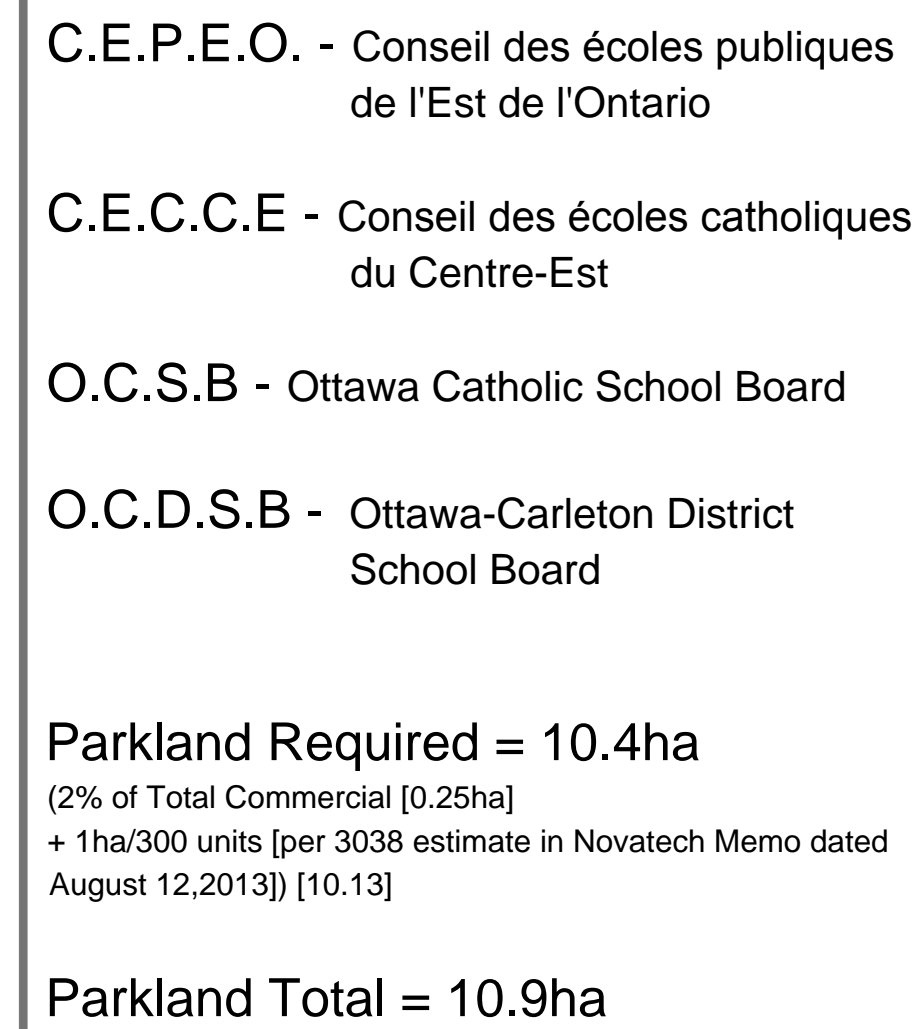 C.E.P.E.O. - Conseil des écoles publiques
de l'Est de l'Ontario
C.E.C.C.E - Conseil des écoles catholiques
du Centre-Est
O.C.S.B - Ottawa Catholic School Board
O.C.D.S.B - Ottawa-Carleton District
School Board
Parkland Required = 10.4ha
(2% of Total Commercial [0.25ha]
+ 1ha/300 units [per 3038 estimate in Novatech Memo dated
August 12,2013]) [10.13]
Parkland Total = 10.9ha